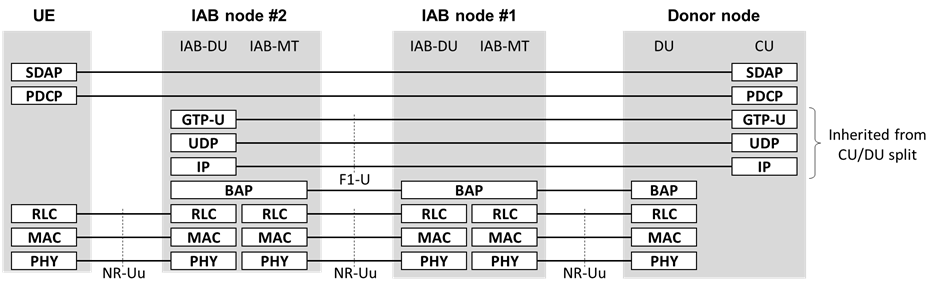 UE IAB node #2 IAB node #1 Donor node
IAB-DU IAB-MT IAB-DU IAB-MT DU CU
SDAP SDAP
PDCP PDCP
GTP-U GTP-U
UDP UDP
Inherited from
CU/DU split
IP IP
F1-U
BAP BAP BAP
RLC RLC RLC RLC RLC RLC
MAC MAC MAC MAC MAC MAC
PHY PHY PHY PHY PHY PHY
NR-Uu NR-Uu NR-Uu